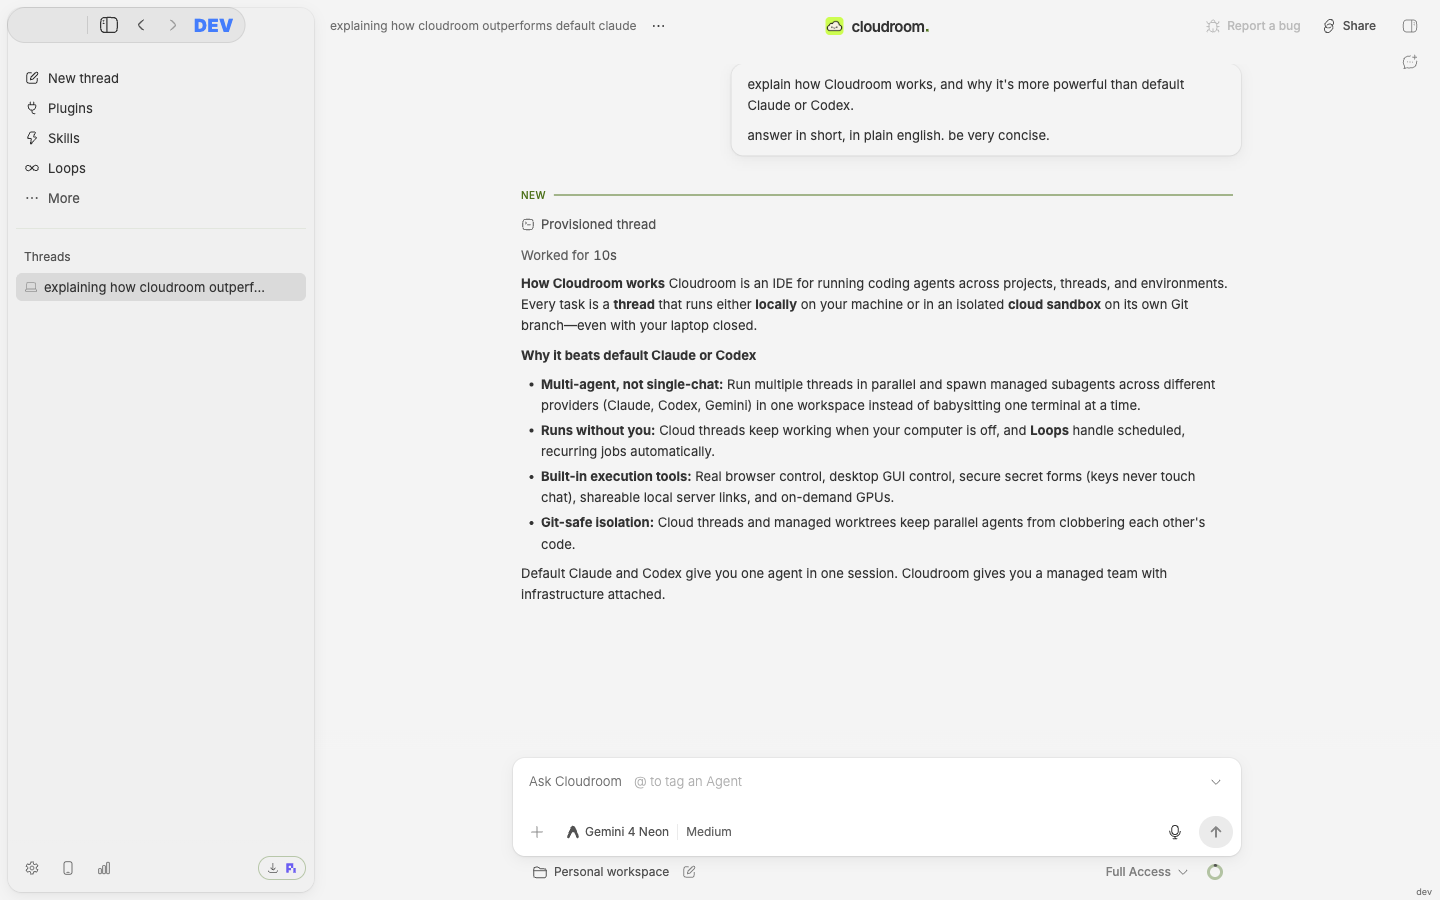 DEV
explaining how cloudroom outperforms default claude
cloudroom.
Report a bug
Share
New thread
Plugins
Skills
Loops
More
Threads
explaining how cloudroom outperf...
explain how Cloudroom works, and why it's more powerful than default
Claude or Codex.
answer in short, in plain english. be very concise.
NEW
Provisioned thread
Worked for 10s
How Cloudroom works Cloudroom is an IDE for running coding agents across projects, threads, and environments.
Every task is a thread that runs either locally on your machine or in an isolated cloud sandbox on its own Git
branch—even with your laptop closed.
Why it beats default Claude or Codex
• Multi-agent, not single-chat: Run multiple threads in parallel and spawn managed subagents across different
providers (Claude, Codex, Gemini) in one workspace instead of babysitting one terminal at a time.
• Runs without you: Cloud threads keep working when your computer is off, and Loops handle scheduled,
recurring jobs automatically.
• Built-in execution tools: Real browser control, desktop GUI control, secure secret forms (keys never touch
chat), shareable local server links, and on-demand GPUs.
• Git-safe isolation: Cloud threads and managed worktrees keep parallel agents from clobbering each other's
code.
Default Claude and Codex give you one agent in one session. Cloudroom gives you a managed team with
infrastructure attached.
Ask Cloudroom @ to tag an Agent
Gemini 4 Neon Medium
Personal workspace
Full Access
dev